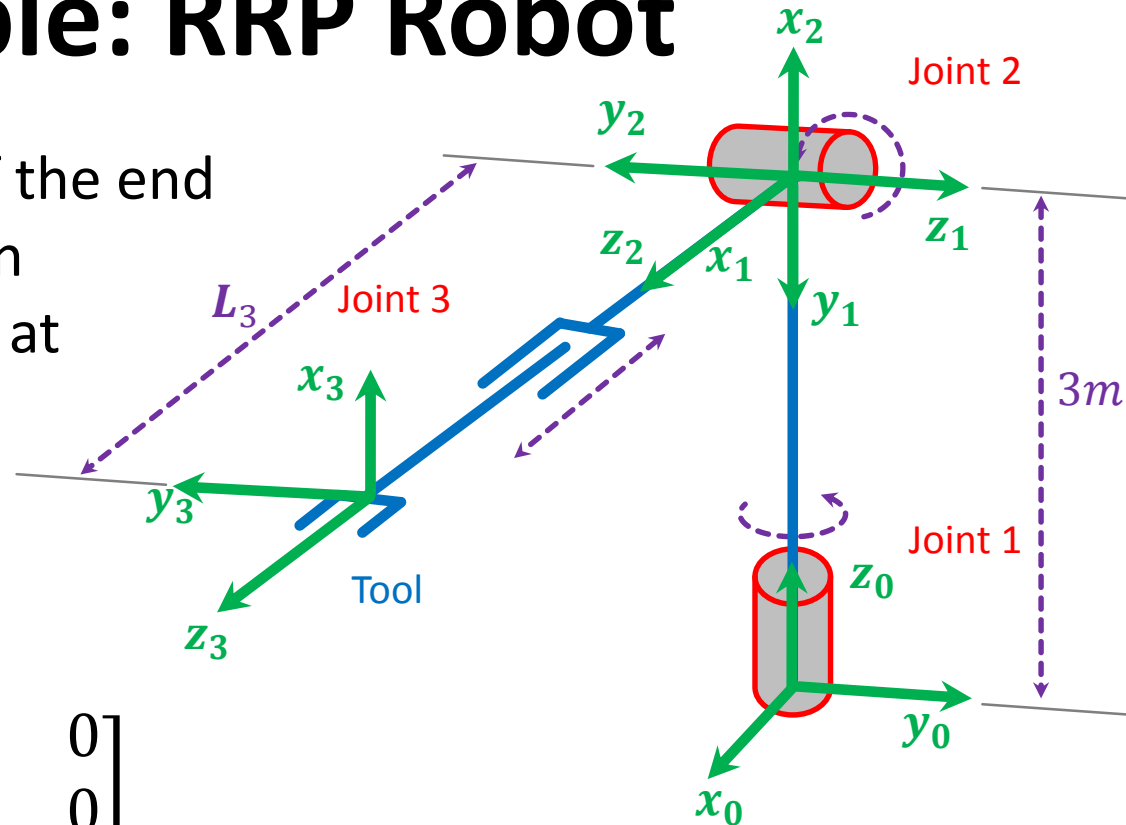 ple: RRP Robot
f the end
n
at
x₂
Joint 2
y₂
z₁
z₂
x₁
y₁
L₃
Joint 3
x₃
3m
y₃
Joint 1
z₀
Tool
z₃
y₀
x₀
0
0